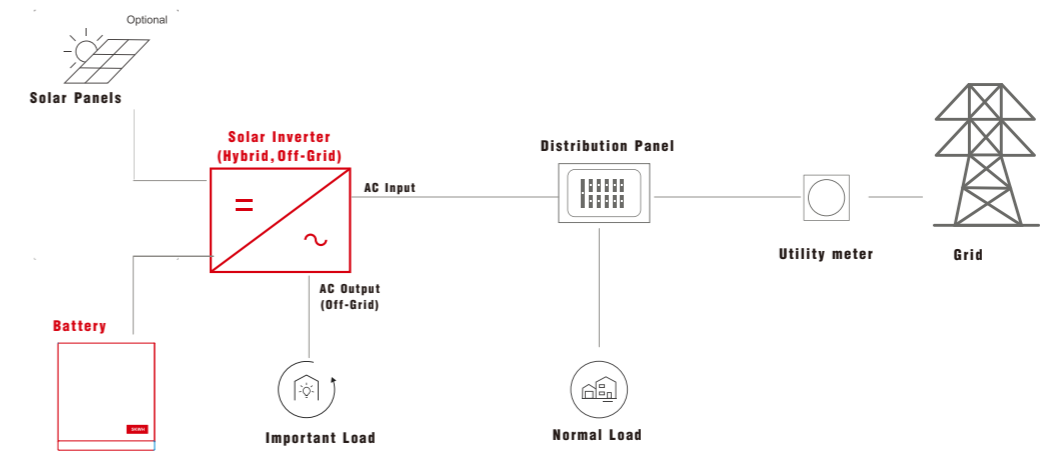 Optional
Solar Panels
Solar Inverter
(Hybrid, Off-Grid)
AC Input
Distribution Panel
Utility meter
Grid
AC Output
(Off-Grid)
Battery
Important Load
Normal Load